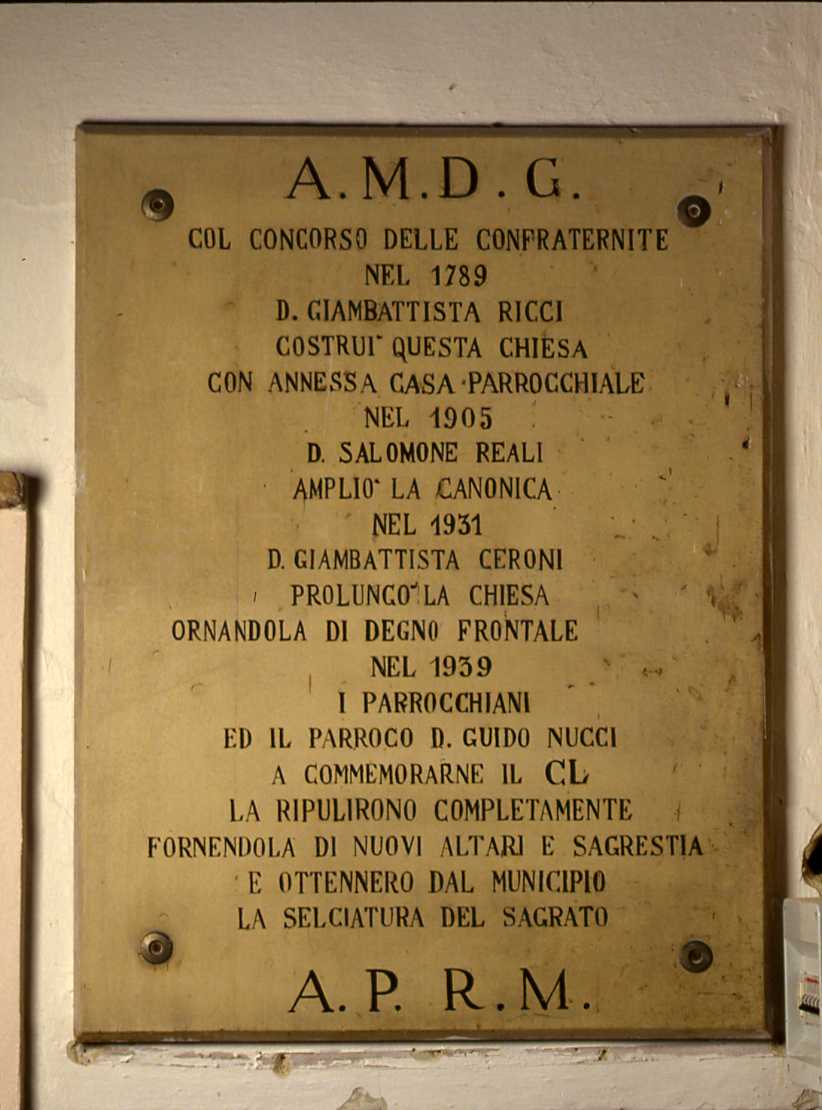 A.M.D.G.
COL CONCORSO DELLE CONFRATERNITE
NEL 1789
D. GIAMBATTISTA RICCI
COSTRUI` QUESTA CHIESA
CON ANNESSA CASA PARROCCHIALE
NEL 1905
D. SALOMONE REALI
AMPLIO` LA CANONICA
NEL 1931
D. GIAMBATTISTA CERONI
PROLUNGO` LA CHIESA
ORNANDOLA DI DEGNO FRONTALE
NEL 1939
I PARROCCHIANI
ED IL PARROCO D. GUIDO NUCCI
A COMMEMORARNE IL CL
LA RIPULIRONO COMPLETAMENTE
FORNENDOLA DI NUOVI ALTARI E SAGRESTIA
E OTTENNERO DAL MUNICIPIO
LA SELCIATURA DEL SAGRATO
A.P. R.M.